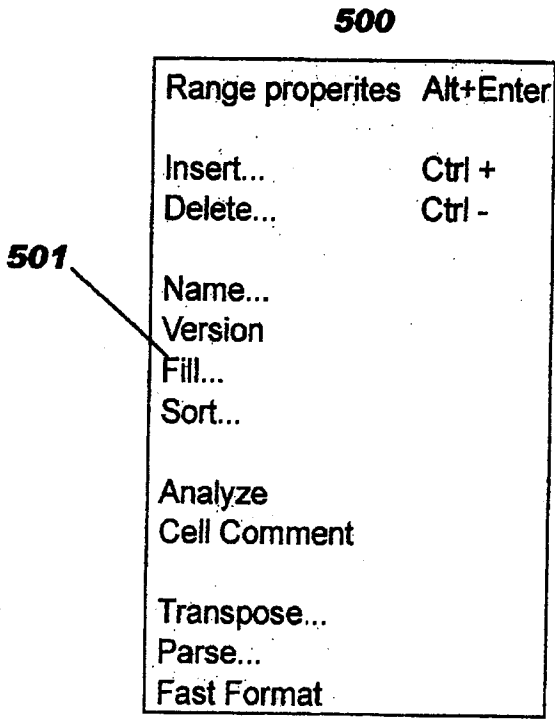 500
Range properites Alt+Enter
Insert... Ctrl +
Delete... Ctrl -
501
Name...
Version
Fill...
Sort...
Analyze
Cell Comment
Transpose...
Parse...
Fast Format